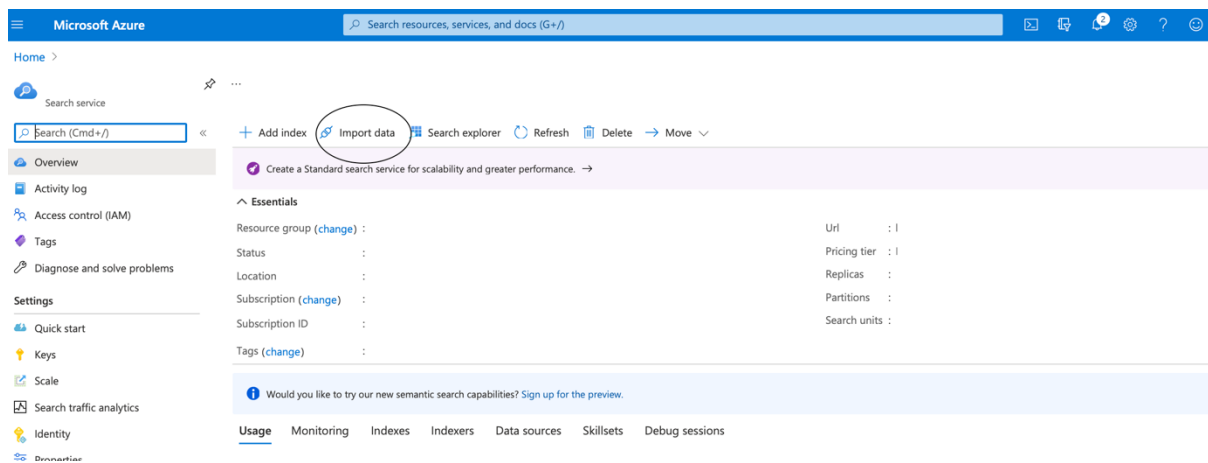 Microsoft Azure
Search resources, services, and docs (G+/)
2
Home >
Search service
...
Search (Cmd+/)
«
+ Add index
Import data
Search explorer
Refresh
Delete
→ Move
Overview
Create a Standard search service for scalability and greater performance. →
Activity log
Access control (IAM)
Tags
Diagnose and solve problems
Settings
Quick start
Keys
Scale
Search traffic analytics
Identity
Properties
Essentials
Resource group (change) :
Status :
Location :
Subscription (change) :
Subscription ID :
Tags (change) :
Url :
Pricing tier :
Replicas :
Partitions :
Search units :
Would you like to try our new semantic search capabilities? Sign up for the preview.
Usage Monitoring Indexes Indexers Data sources Skillsets Debug sessions